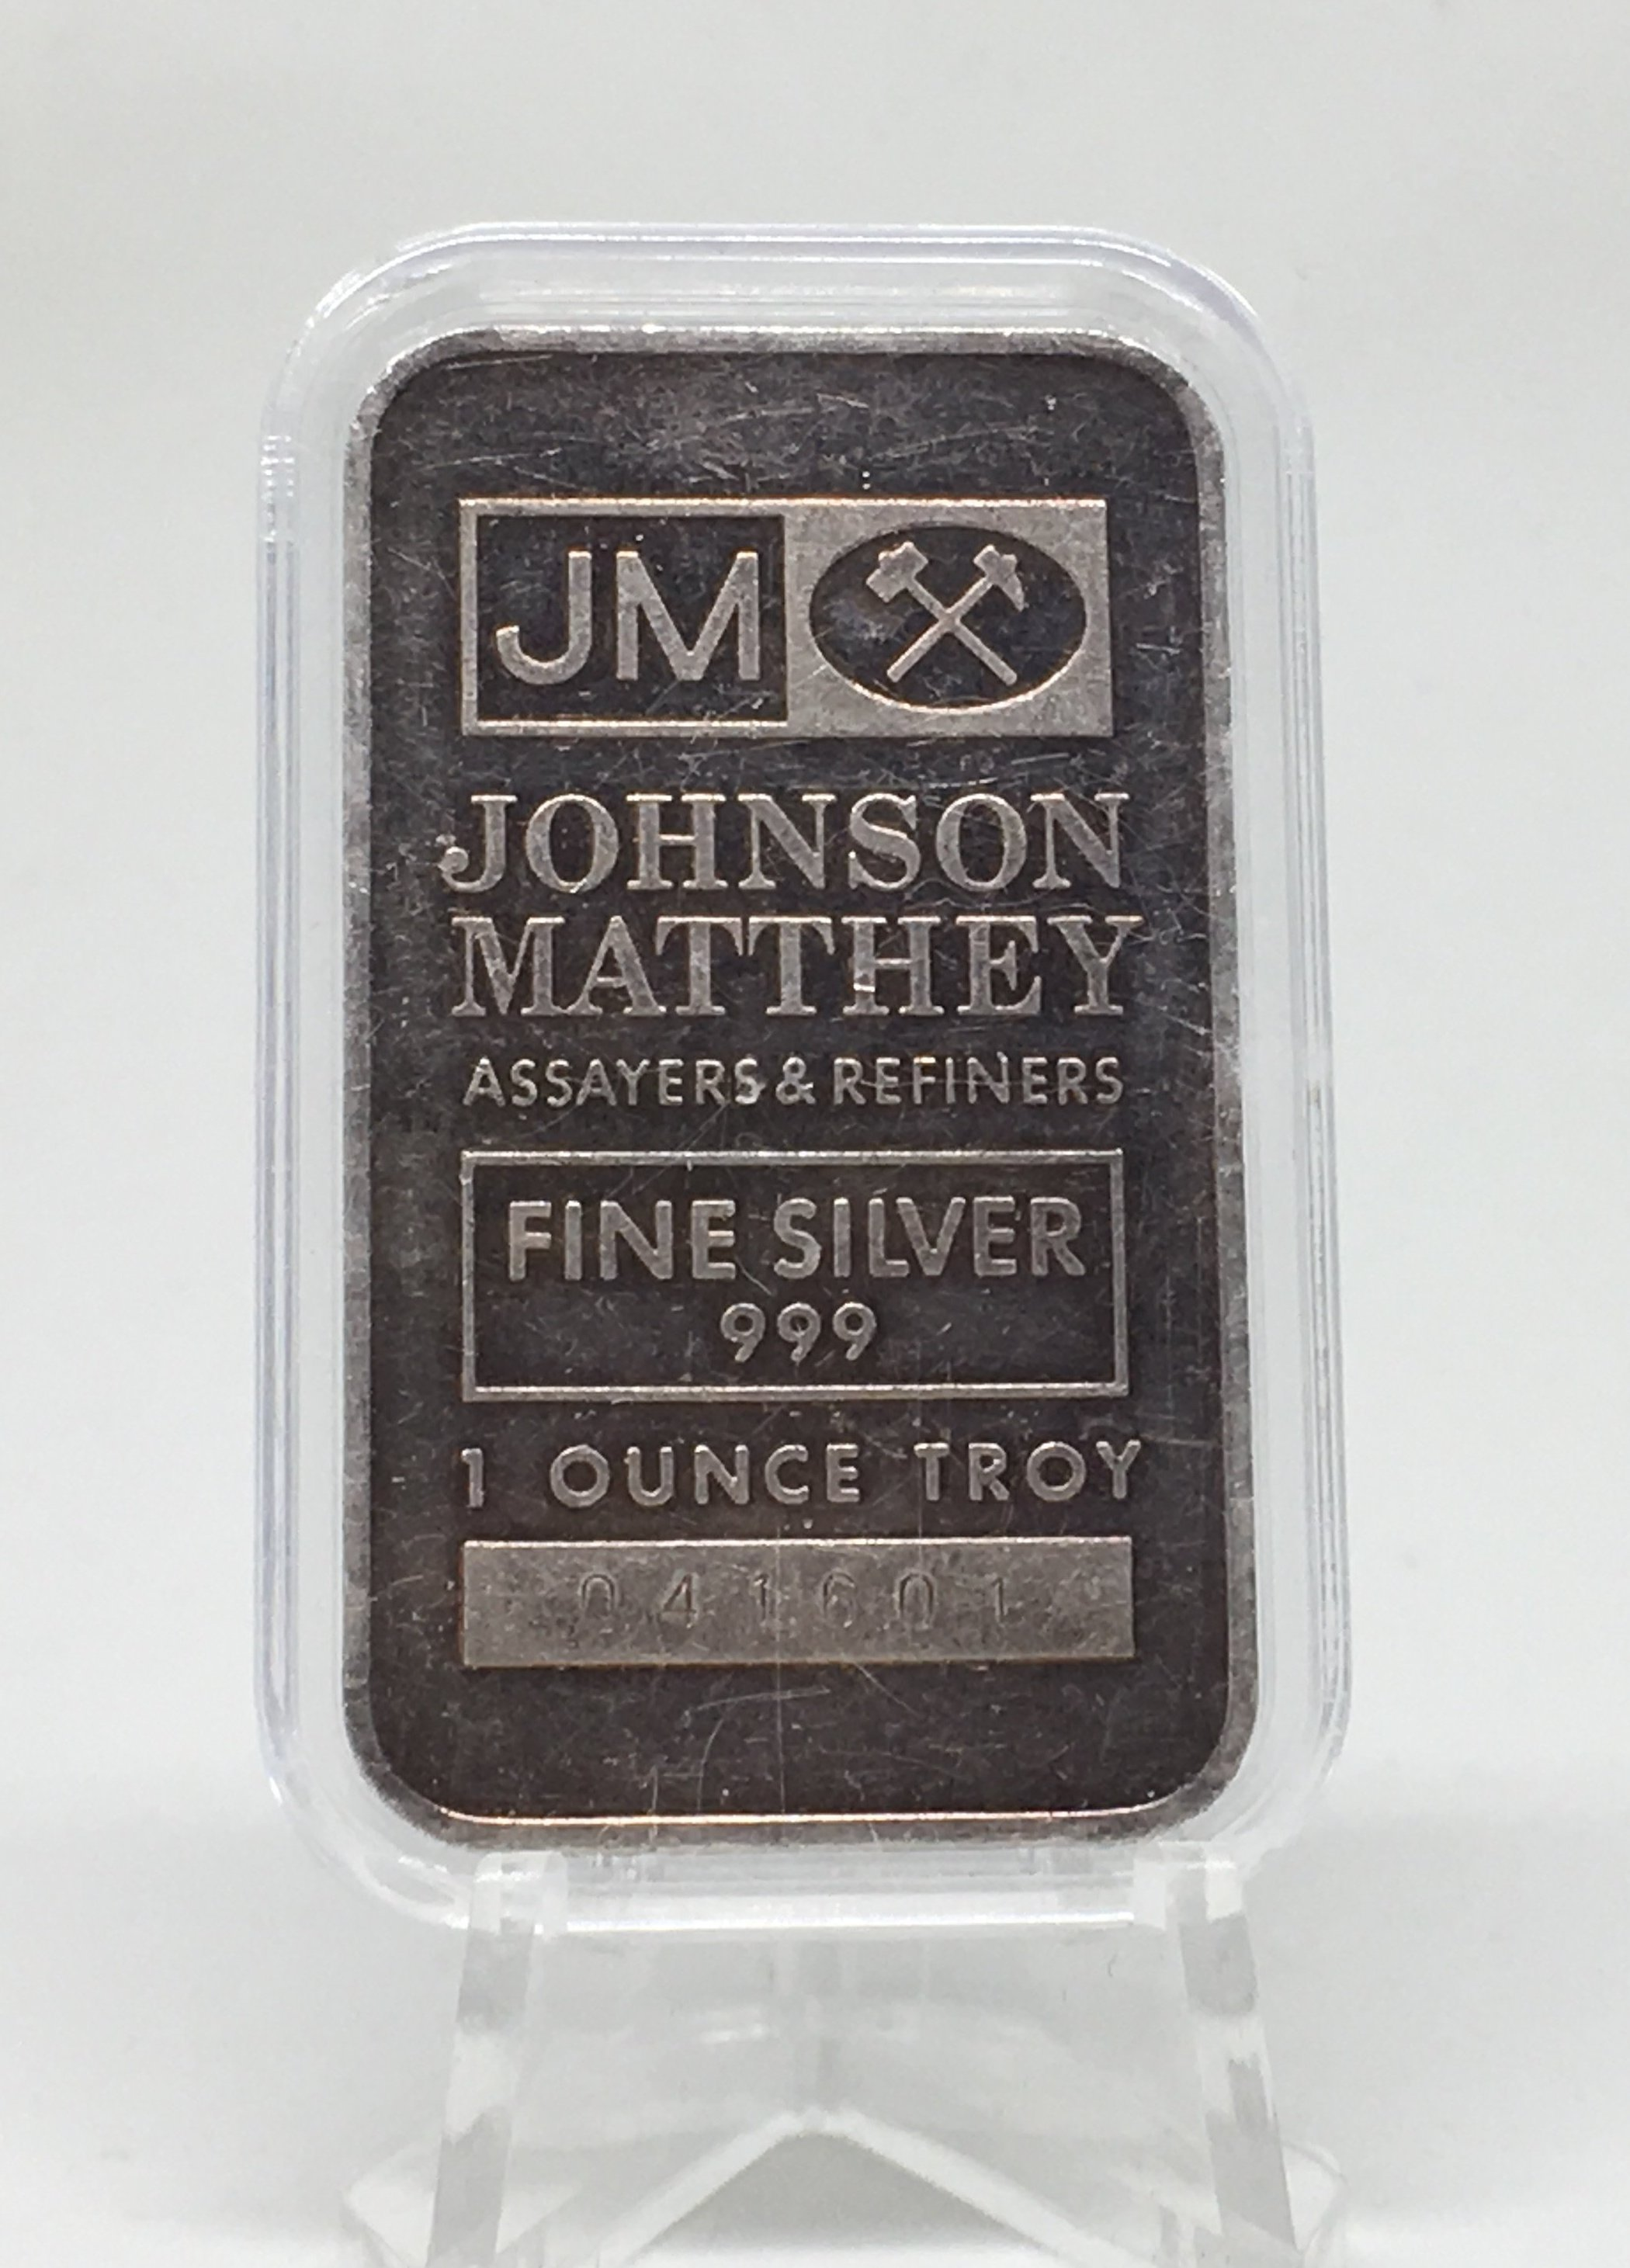 JM
JOHNSON
MATTHEY
ASSAYERS & REFINERS
FINE SILVER
999
1 OUNCE TROY
041601